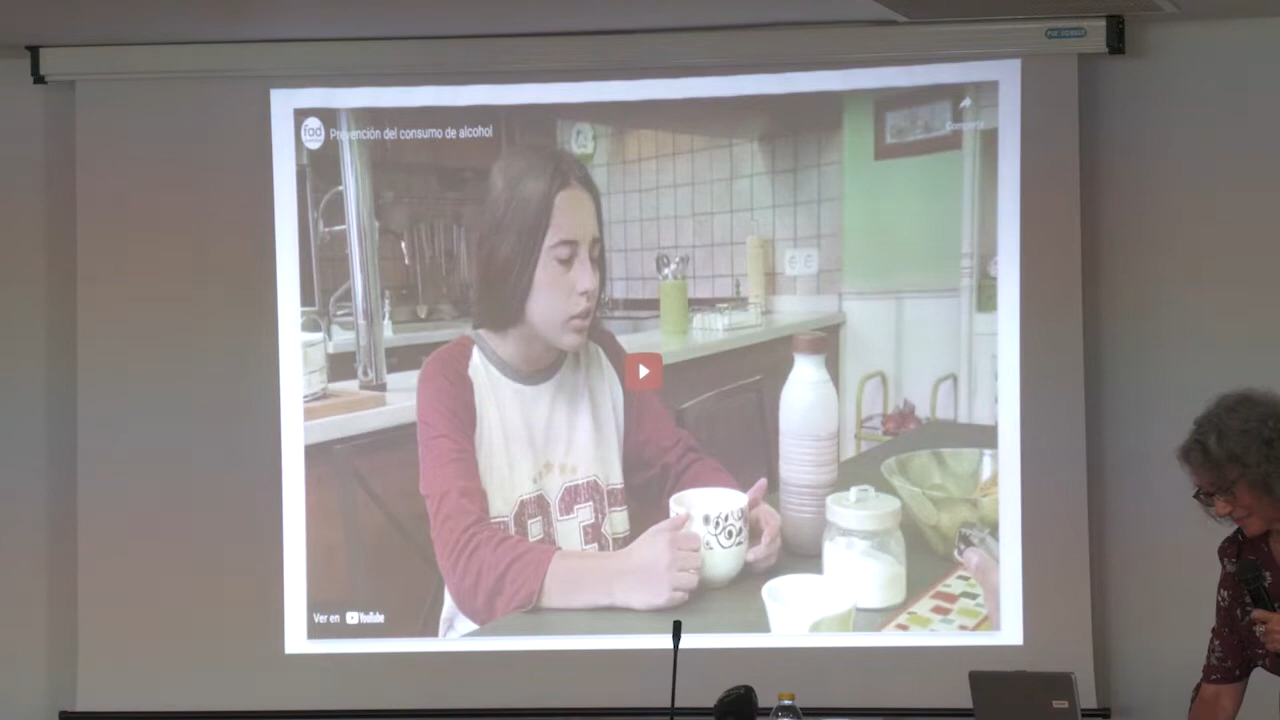 fad
Prevención del consumo de alcohol
Compartir
Ver en YouTube